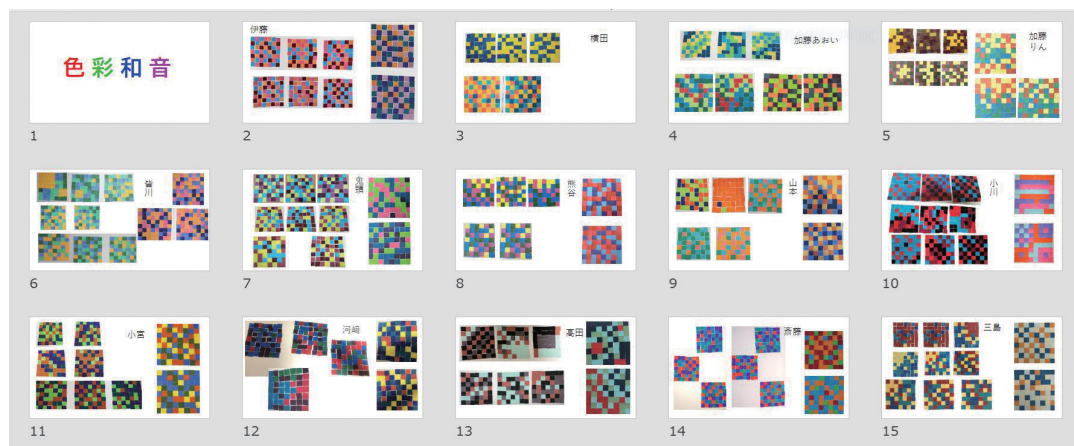 色彩和音
1
伊藤
2
横田
3
加藤あおい
4
加藤
りん
5
皆川
6
鬼頭
7
熊谷
8
山本
9
小川
10
小宮
11
河﨑
12
高田
13
斎藤
14
三島
15